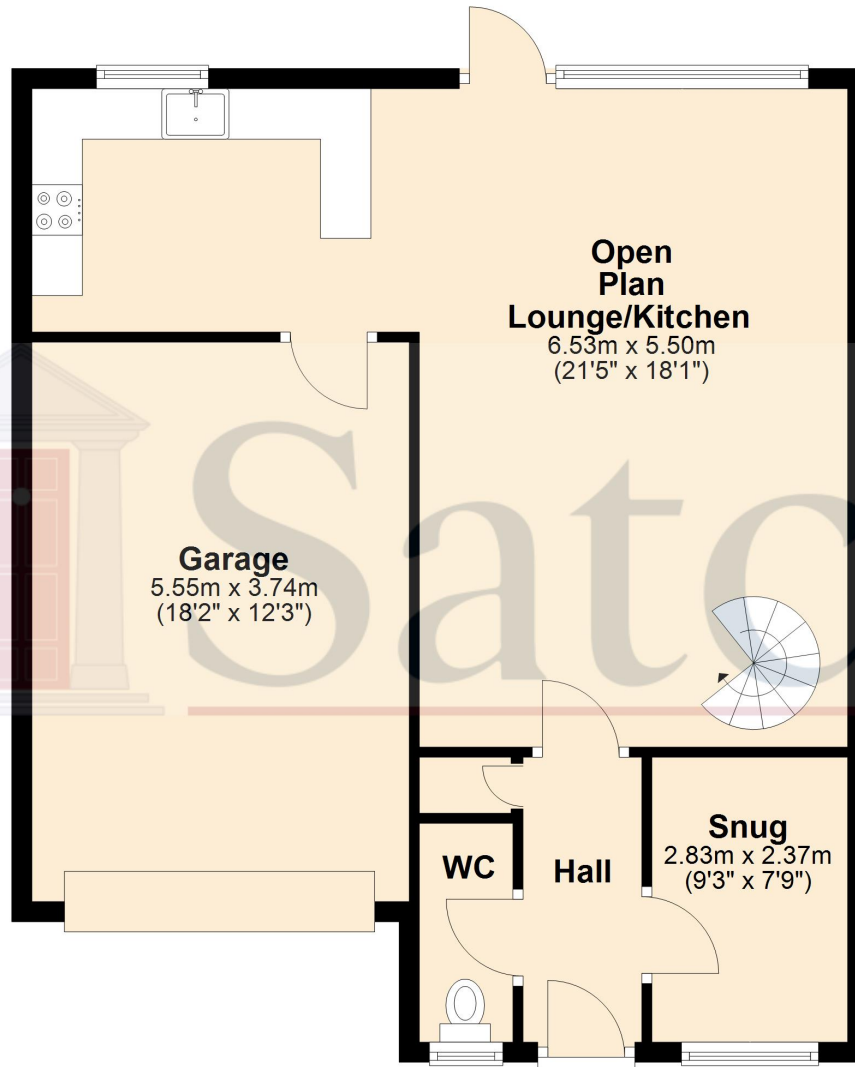 Open
Plan
Lounge/Kitchen
6.53m x 5.50m
(21'5" x 18'1")
Garage
5.55m x 3.74m
(18'2" x 12'3")
Satc
Snug
2.83m x 2.37m
(9'3" x 7'9")
WC
Hall